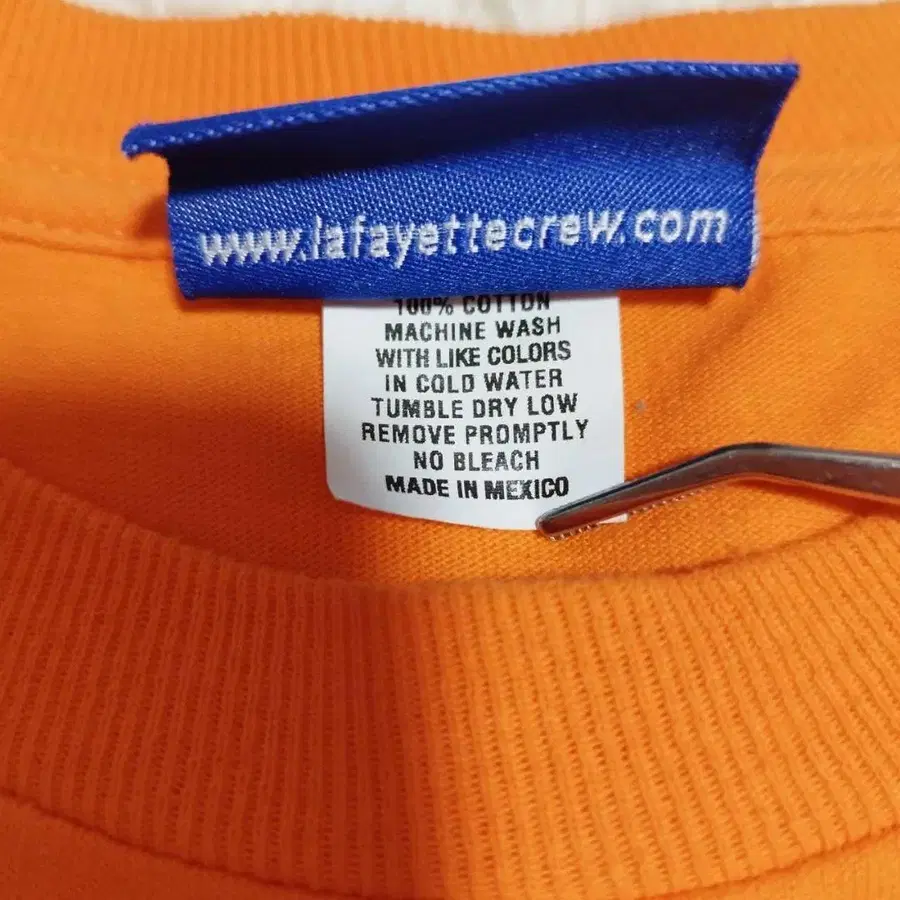 www.lafayettecrew.com
100% COTTON
MACHINE WASH
WITH LIKE COLORS
IN COLD WATER
TUMBLE DRY LOW
REMOVE PROMPTLY
NO BLEACH
MADE IN MEXICO